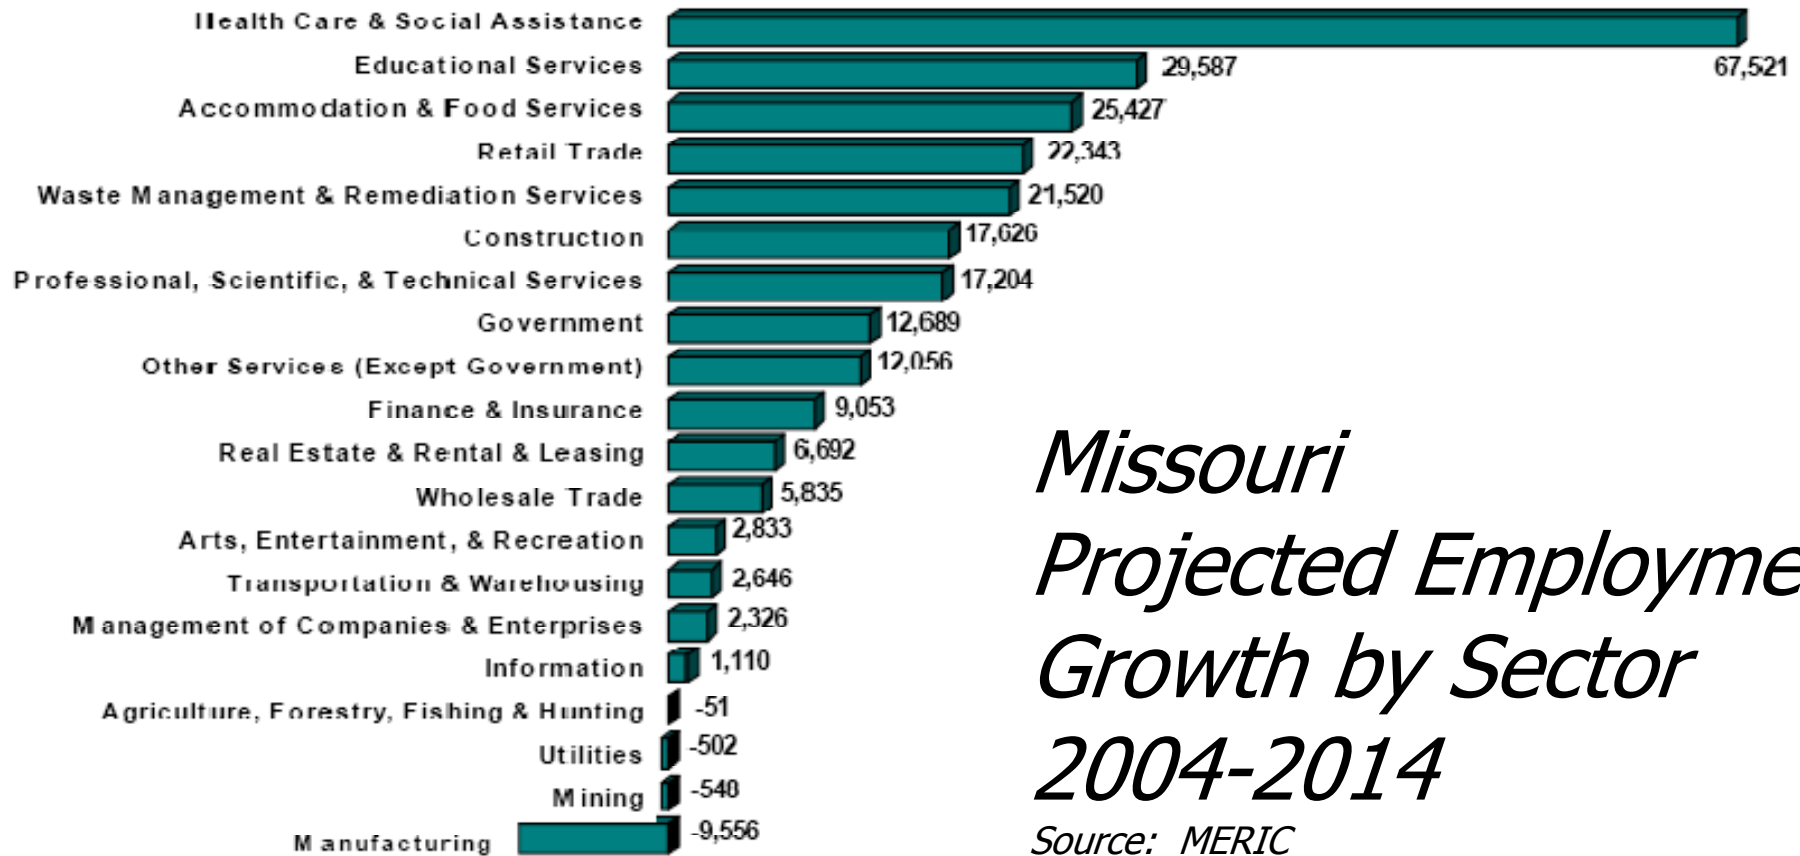 Health Care & Social Assistance
67,521
Educational Services 29,587
Accommodation & Food Services 25,427
Retail Trade 22,343
Waste Management & Remediation Services 21,520
Construction 17,626
Professional, Scientific, & Technical Services 17,204
Government 12,689
Other Services (Except Government) 12,056
Finance & Insurance 9,053
Real Estate & Rental & Leasing 6,692
Wholesale Trade 5,835
Arts, Entertainment, & Recreation 2,833
Transportation & Warehousing 2,646
Management of Companies & Enterprises 2,326
Information 1,110
Agriculture, Forestry, Fishing & Hunting -51
Utilities -502
Mining -548
Manufacturing -9,556
Missouri
Projected Employme
Growth by Sector
2004-2014
Source: MERIC